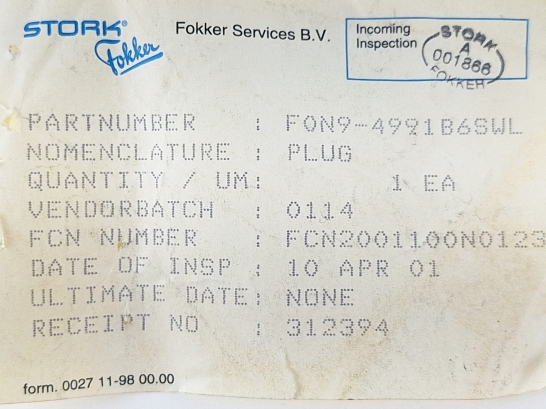 STORK® Fokker Services B.V. Incoming
Fokker Inspection
STORK
A
001866
FOKKER
PARTNUMBER : FON9-4991B6SWL
NOMENCLATURE : PLUG
QUANTITY / UM: 1 EA
VENDORBATCH : 0114
FCN NUMBER : FCN2001100N0123
DATE OF INSP : 10 APR 01
ULTIMATE DATE: NONE
RECEIPT NO : 312394
form. 0027 11-98 00.00